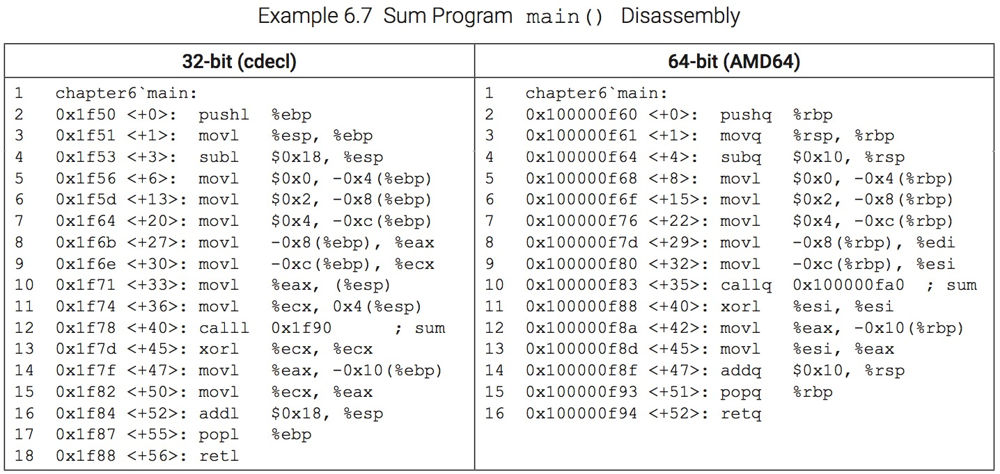 Example 6.7 Sum Program main() Disassembly
32-bit (cdecl)
1 chapter6`main:
2 0x1f50 <+0>: pushl %ebp
3 0x1f51 <+1>: movl %esp, %ebp
4 0x1f53 <+3>: subl $0x18, %esp
5 0x1f56 <+6>: movl $0x0, -0x4(%ebp)
6 0x1f5d <+13>: movl $0x2, -0x8(%ebp)
7 0x1f64 <+20>: movl $0x4, -0xc(%ebp)
8 0x1f6b <+27>: movl -0x8(%ebp), %eax
9 0x1f6e <+30>: movl -0xc(%ebp), %ecx
10 0x1f71 <+33>: movl %eax, (%esp)
11 0x1f74 <+36>: movl %ecx, 0x4(%esp)
12 0x1f78 <+40>: calll 0x1f90 ; sum
13 0x1f7d <+45>: xorl %ecx, %ecx
14 0x1f7f <+47>: movl %eax, -0x10(%ebp)
15 0x1f82 <+50>: movl %ecx, %eax
16 0x1f84 <+52>: addl $0x18, %esp
17 0x1f87 <+55>: popl %ebp
18 0x1f88 <+56>: retl
64-bit (AMD64)
1 chapter6`main:
2 0x100000f60 <+0>: pushq %rbp
3 0x100000f61 <+1>: movq %rsp, %rbp
4 0x100000f64 <+4>: subq $0x10, %rsp
5 0x100000f68 <+8>: movl $0x0, -0x4(%rbp)
6 0x100000f6f <+15>: movl $0x2, -0x8(%rbp)
7 0x100000f76 <+22>: movl $0x4, -0xc(%rbp)
8 0x100000f7d <+29>: movl -0x8(%rbp), %edi
9 0x100000f80 <+32>: movl -0xc(%rbp), %esi
10 0x100000f83 <+35>: callq 0x100000fa0 ; sum
11 0x100000f88 <+40>: xorl %esi, %esi
12 0x100000f8a <+42>: movl %eax, -0x10(%rbp)
13 0x100000f8d <+45>: movl %esi, %eax
14 0x100000f8f <+47>: addq $0x10, %rsp
15 0x100000f93 <+51>: popq %rbp
16 0x100000f94 <+52>: retq